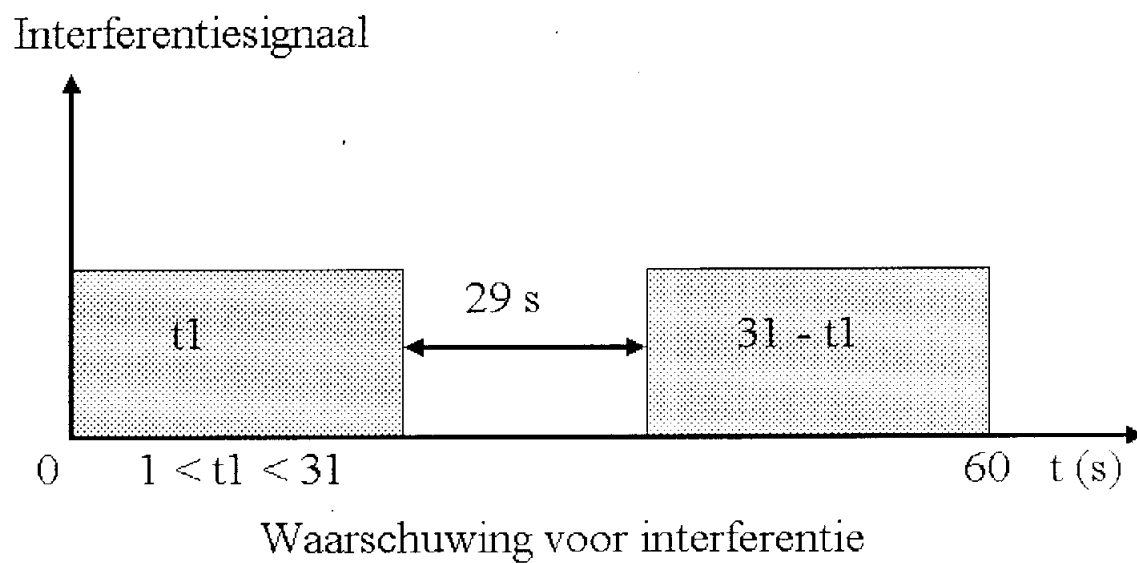 Interferentiesignaal
29 s
t1
31 - t1
0 1 < t1 < 31 60 t (s)
Waarschuwing voor interferentie